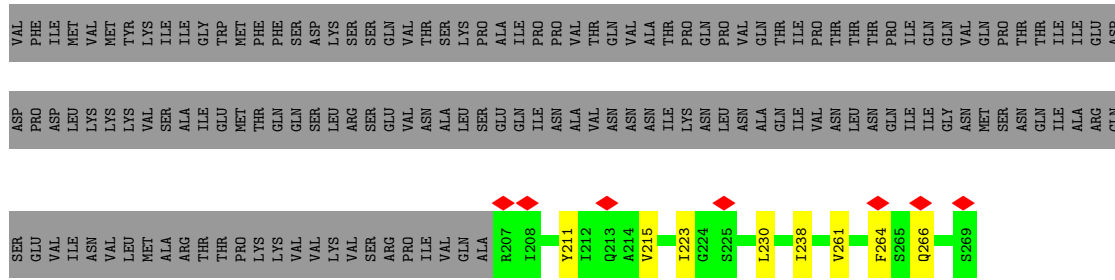 VAL PHE ILE MET VAL MET TYR LYS ILE ILE GLY TRP MET PHE PHE SER ASP LYS SER SER GLN VAL THR SER LYS PRO ALA ILE PRO PRO VAL THR GLN VAL ALA THR PRO GLN PRO VAL GLN THR ILE PRO THR THR THR PRO ILE GLN GLN VAL GLN PRO THR THR ILE ILE GLU ASP
ASP PRO ASP LEU LYS LYS LYS VAL SER ALA ILE GLU MET THR GLN GLN SER LEU ARG SER GLU VAL ASN ALA LEU SER GLU GLN ILE ASN ALA VAL ASN ASN ASN ILE LYS ASN LEU ASN ALA GLN ILE VAL ASN LEU ASN GLN ILE ILE GLY ASN MET SER ASN GLN ILE ALA ARG GLN
SER GLU VAL ILE ASN VAL LEU MET ALA ARG THR THR PRO LYS LYS VAL VAL LYS VAL SER ARG PRO ILE VAL GLN ALA R207 I208 Y211 I212 Q213 A214 V215 I223 G224 S225 L230 I238 V261 F264 S265 Q266 S269